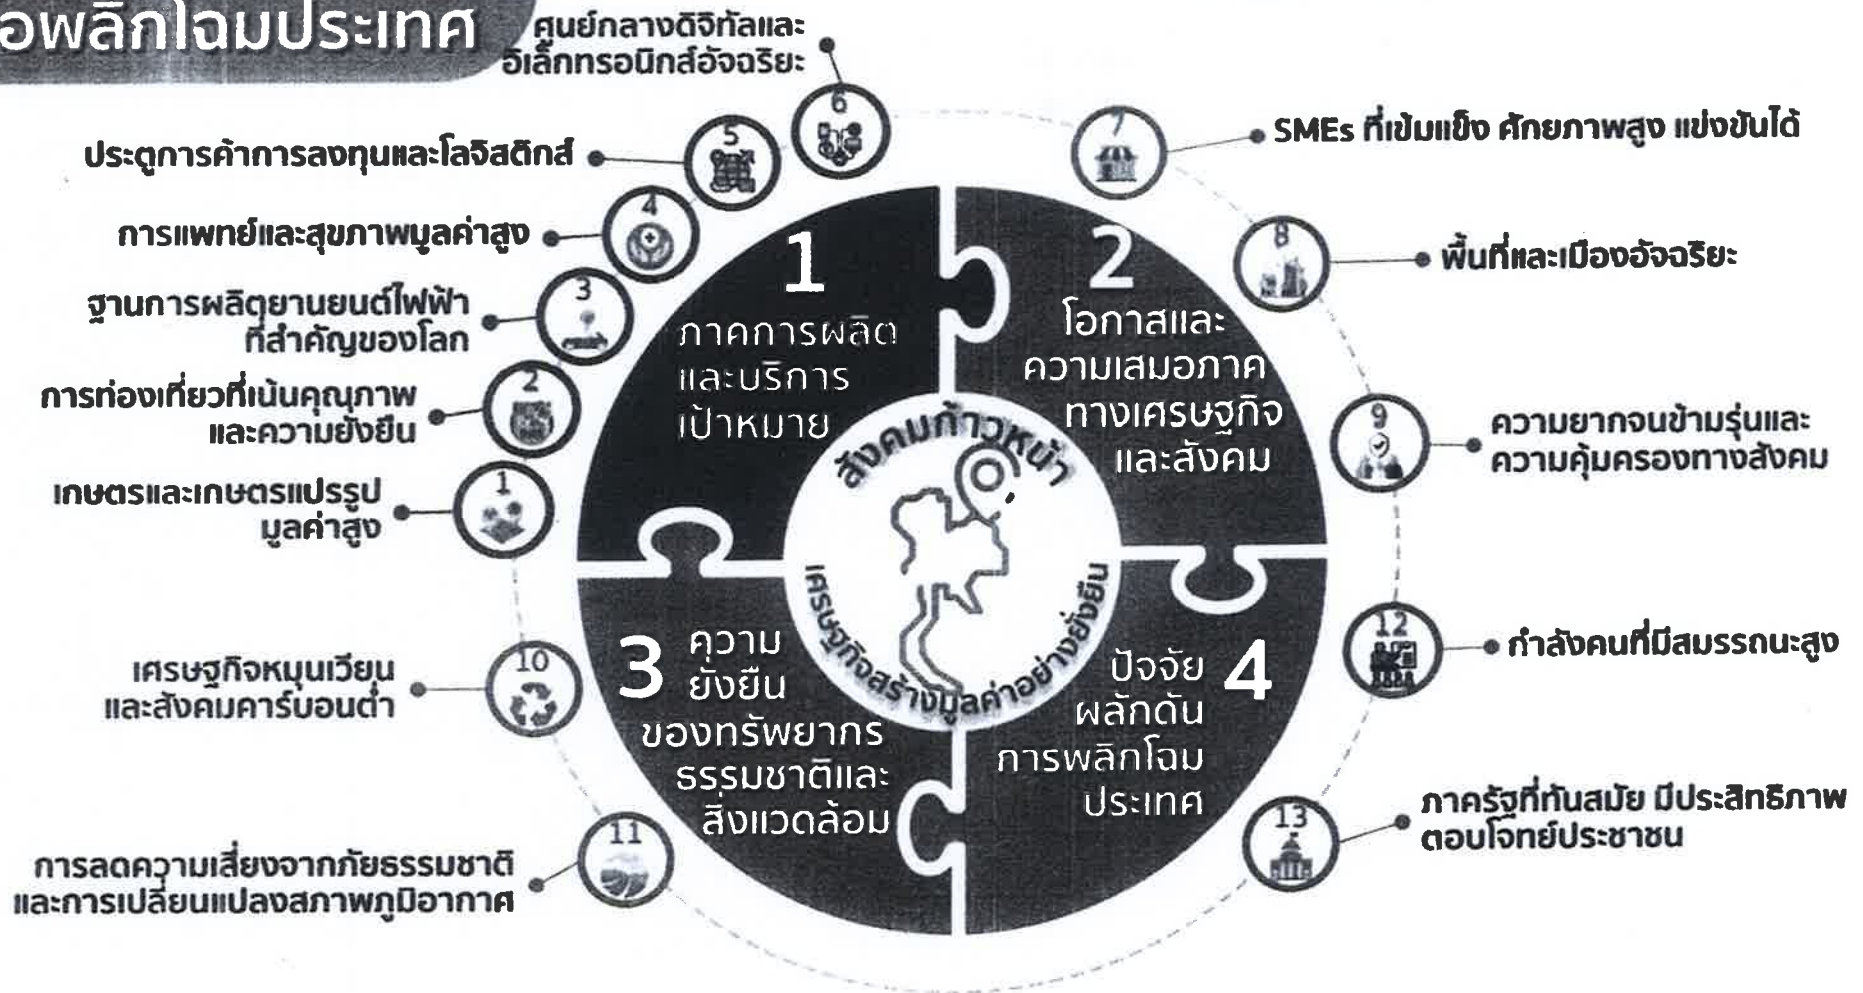 อพลิกโฉมประเทศ
ศูนย์กลางดิจิทัลและ
อิเล็กทรอนิกส์อัจฉริยะ
6
5
ประตูการค้าการลงทุนและโลจิสติกส์
4
การแพทย์และสุขภาพมูลค่าสูง
3
ฐานการผลิตยานยนต์ไฟฟ้า
ที่สำคัญของโลก
2
การท่องเที่ยวที่เน้นคุณภาพ
และความยั่งยืน
1
เกษตรและเกษตรแปรรูป
มูลค่าสูง
7
SMEs ที่เข้มแข็ง ศักยภาพสูง แข่งขันได้
8
พื้นที่และเมืองอัจฉริยะ
9
ความยากจนข้ามรุ่นและ
ความคุ้มครองทางสังคม
1
ภาคการผลิต
และบริการ
เป้าหมาย
2
โอกาสและ
ความเสมอภาค
ทางเศรษฐกิจ
และสังคม
สังคมก้าวหน้า
เศรษฐกิจสร้างมูลค่าอย่างยั่งยืน
3
ความ
ยั่งยืน
ของทรัพยากร
ธรรมชาติและ
สิ่งแวดล้อม
4
ปัจจัย
ผลักดัน
การพลิกโฉม
ประเทศ
10
เศรษฐกิจหมุนเวียน
และสังคมคาร์บอนต่ำ
11
การลดความเสี่ยงจากภัยธรรมชาติ
และการเปลี่ยนแปลงสภาพภูมิอากาศ
12
กำลังคนที่มีสมรรถนะสูง
13
ภาครัฐที่ทันสมัย มีประสิทธิภาพ
ตอบโจทย์ประชาชน